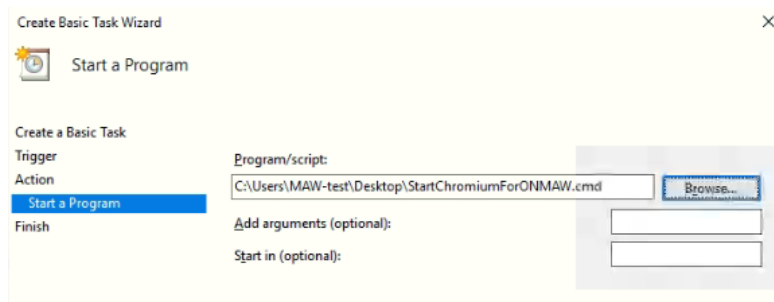 Create Basic Task Wizard
Start a Program
Create a Basic Task
Trigger
Action
Start a Program
Finish
Program/script:
C:\Users\MAW-test\Desktop\StartChromiumForONMAW.cmd
Browse...
Add arguments (optional):
Start in (optional):